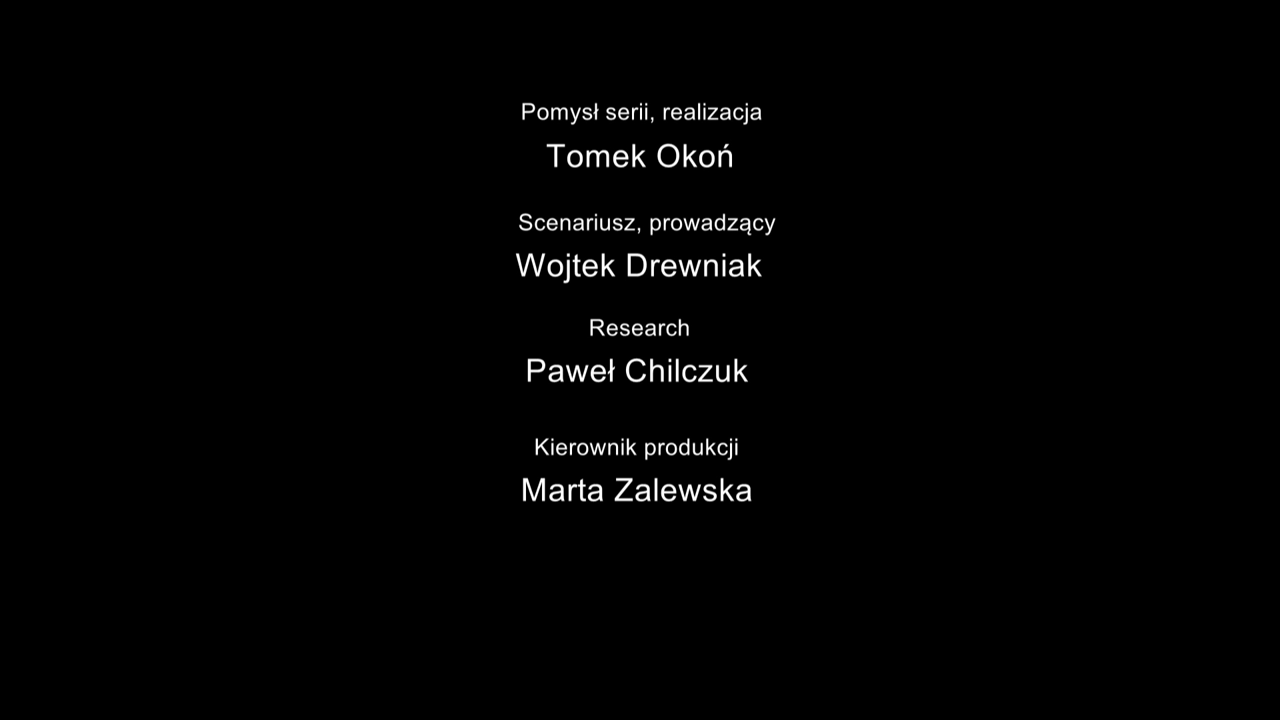 Pomysł serii, realizacja
Tomek Okoń
Scenariusz, prowadzący
Wojtek Drewniak
Research
Paweł Chilczuk
Kierownik produkcji
Marta Zalewska